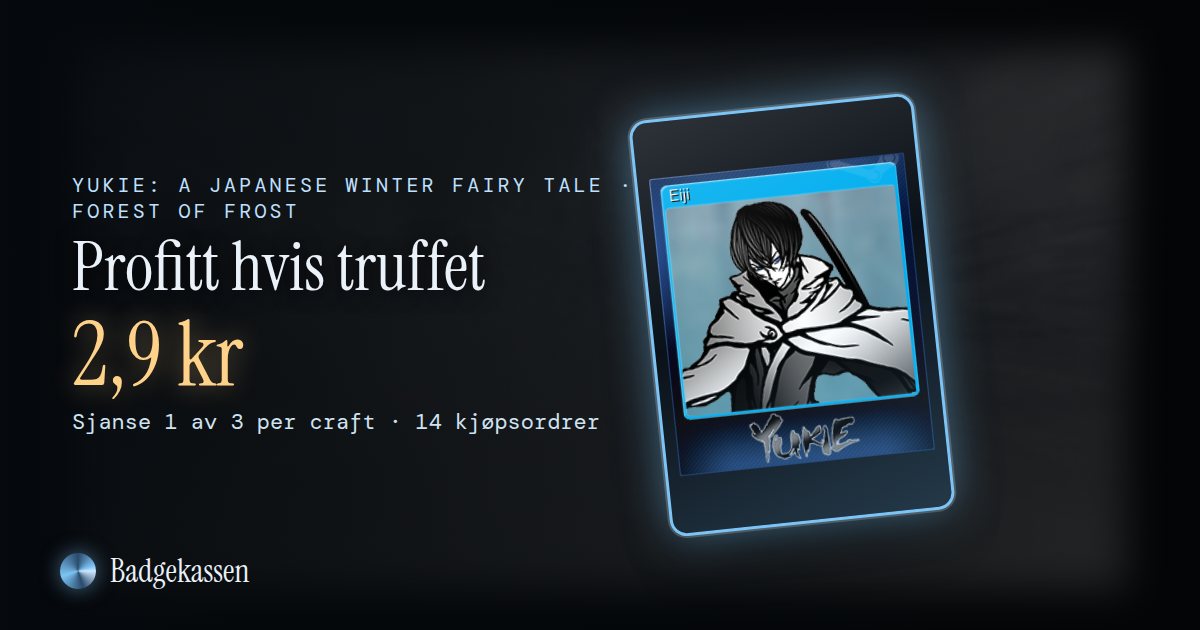 YUKIE: A JAPANESE WINTER FAIRY TALE ·
FOREST OF FROST
Profitt hvis truffet
2,9 kr
Sjanse 1 av 3 per craft · 14 kjøpsordrer
Eiji
YUKIE
Badgekassen